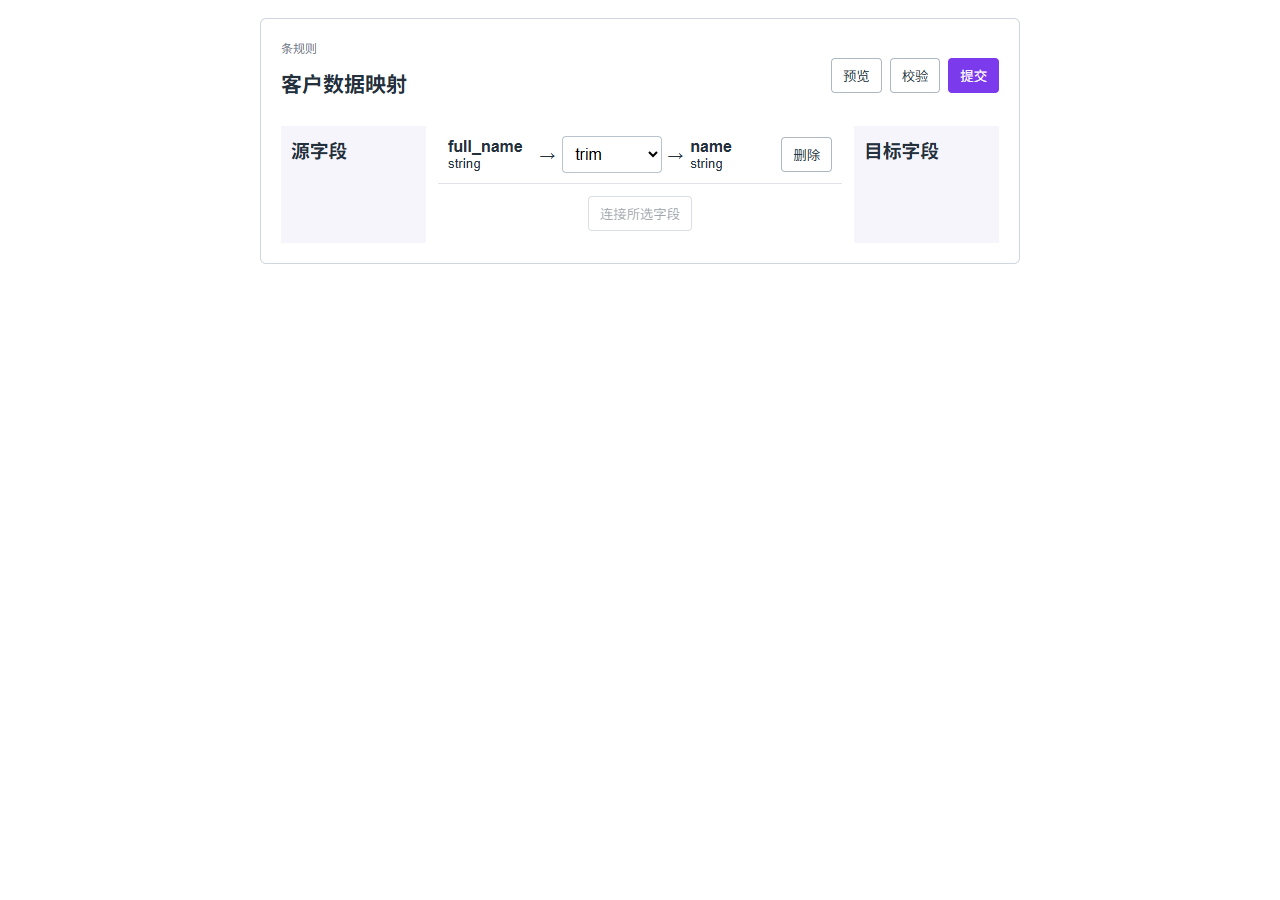 条规则
客户数据映射
预览 校验 提交
源字段
full_name
string
→ trim →
name
string
删除
目标字段
连接所选字段